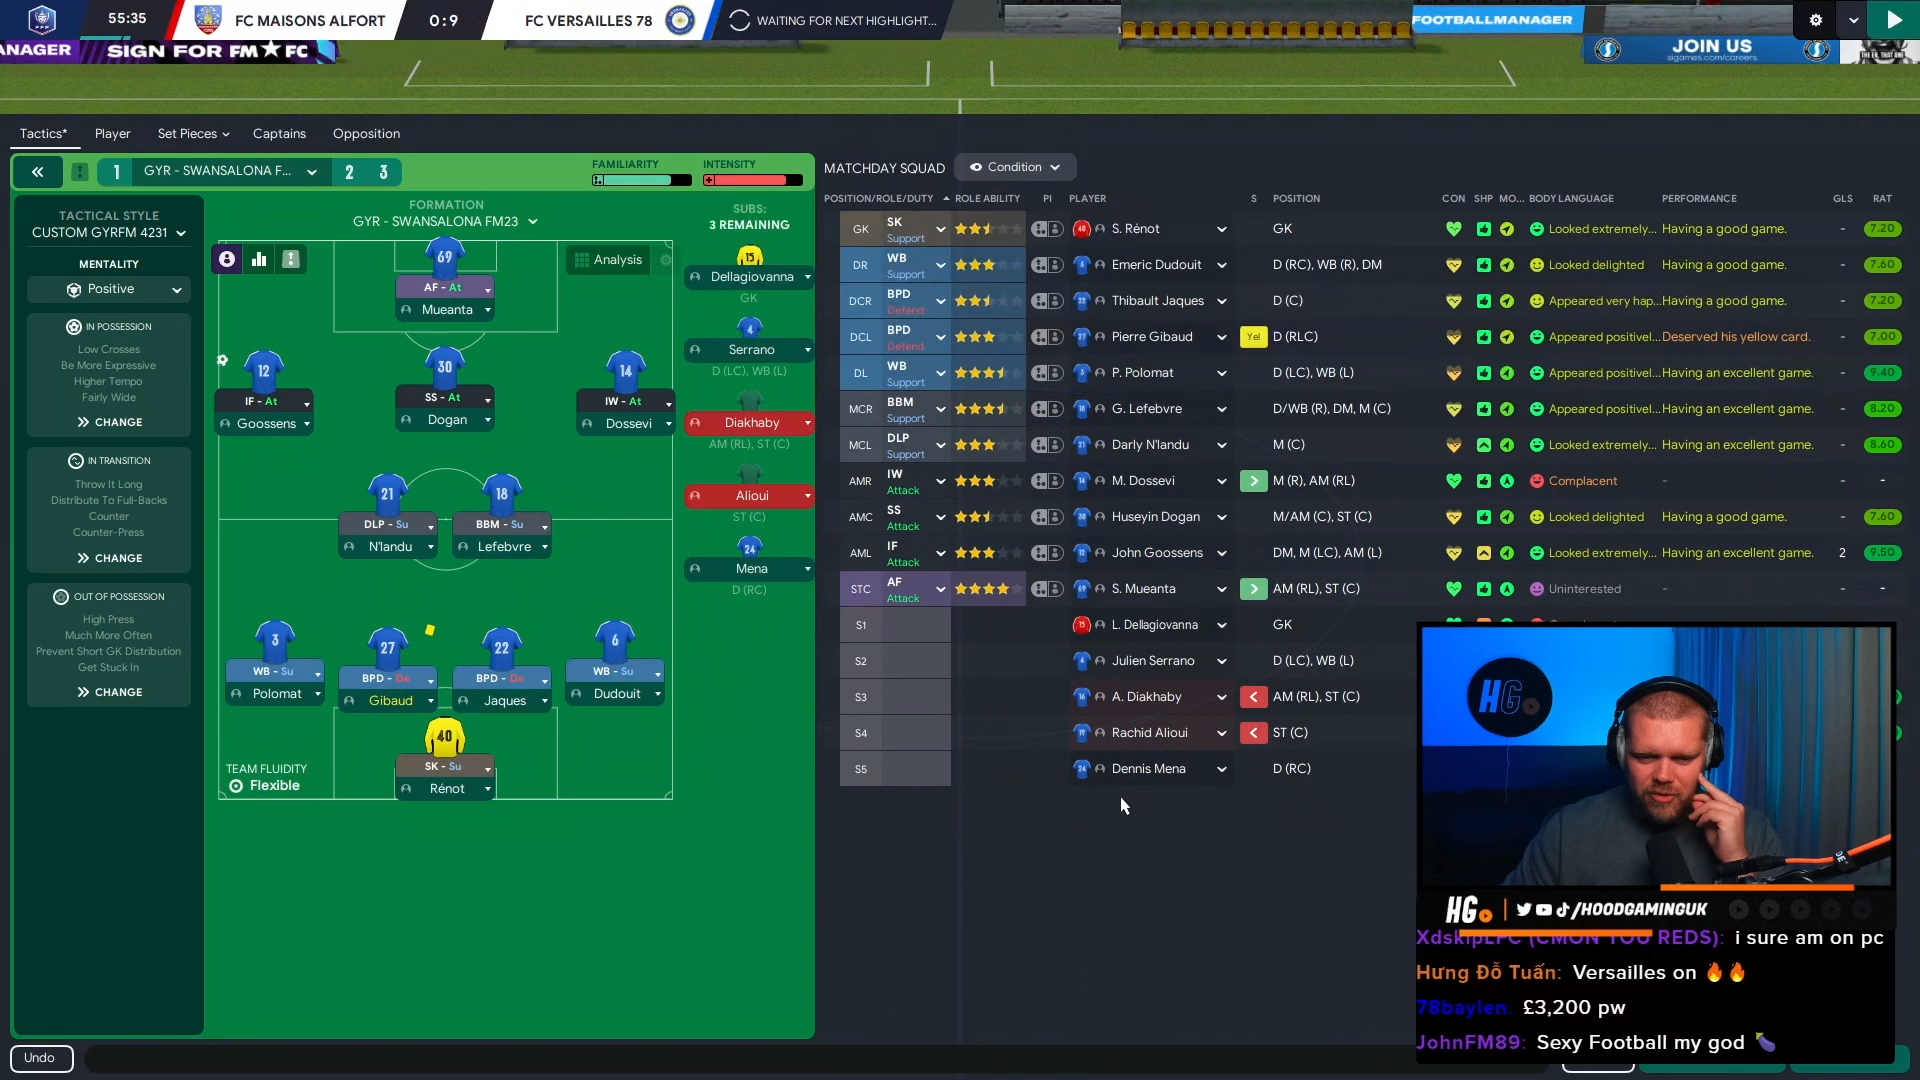 55:35
FC MAISONS ALFORT
0:9
FC VERSAILLES 78
WAITING FOR NEXT HIGHLIGHT...
FOOTBALLMANAGER
ANAGER
SIGN FOR FM★FC
JOIN US
sigames.com/careers
Tactics*
Player
Set Pieces
Captains
Opposition
1
GYR - SWANSALONA F...
2
3
FAMILIARITY
INTENSITY
TACTICAL STYLE
CUSTOM GYRFM 4231
MENTALITY
Positive
IN POSSESSION
Low Crosses
Be More Expressive
Higher Tempo
Fairly Wide
CHANGE
IN TRANSITION
Throw It Long
Distribute To Full-Backs
Counter
Counter-Press
CHANGE
OUT OF POSSESSION
High Press
Much More Often
Prevent Short GK Distribution
Get Stuck In
CHANGE
FORMATION
GYR - SWANSALONA FM23
Analysis
69
AF - At
Mueanta
12
IF - At
Goossens
30
SS - At
Dogan
14
IW - At
Dossevi
21
DLP - Su
N'landu
18
BBM - Su
Lefebvre
3
WB - Su
Polomat
27
BPD - De
Gibaud
22
BPD - De
Jaques
6
WB - Su
Dudouit
40
SK - Su
Rénot
TEAM FLUIDITY
Flexible
SUBS:
3 REMAINING
15
Dellagiovanna
GK
4
Serrano
D (LC), WB (L)
Diakhaby
AM (RL), ST (C)
Alioui
ST (C)
24
Mena
D (RC)
MATCHDAY SQUAD
Condition
POSITION/ROLE/DUTY ROLE ABILITY PI PLAYER S POSITION CON SHP MO... BODY LANGUAGE PERFORMANCE GLS RAT
GK SK Support S. Rénot GK Looked extremely... Having a good game. - 7.20
DR WB Support Emeric Dudouit D (RC), WB (R), DM Looked delighted Having a good game. - 7.60
DCR BPD Defend Thibault Jaques D (C) Appeared very hap... Having a good game. - 7.20
DCL BPD Defend Pierre Gibaud Yel D (RLC) Appeared positivel... Deserved his yellow card. - 7.00
DL WB Support P. Polomat D (LC), WB (L) Appeared positivel... Having an excellent game. - 9.40
MCR BBM Support G. Lefebvre D/WB (R), DM, M (C) Appeared positivel... Having an excellent game. - 8.20
MCL DLP Support Darly N'landu M (C) Looked extremely... Having an excellent game. - 8.60
AMR IW Attack M. Dossevi M (R), AM (RL) Complacent - - -
AMC SS Attack Huseyin Dogan M/AM (C), ST (C) Looked delighted Having a good game. - 7.60
AML IF Attack John Goossens DM, M (LC), AM (L) Looked extremely... Having an excellent game. 2 9.50
STC AF Attack S. Mueanta AM (RL), ST (C) Uninterested - - -
S1 L. Dellagiovanna GK
S2 Julien Serrano D (LC), WB (L)
S3 A. Diakhaby AM (RL), ST (C)
S4 Rachid Alioui ST (C)
S5 Dennis Mena D (RC)
HG
HG
/HOODGAMINGUK
XdskipLFC (CMON YOU REDS): i sure am on pc
Hưng Đỗ Tuấn: Versailles on 🔥🔥
78baylen: £3,200 pw
JohnFM89: Sexy Football my god 🍆
Undo